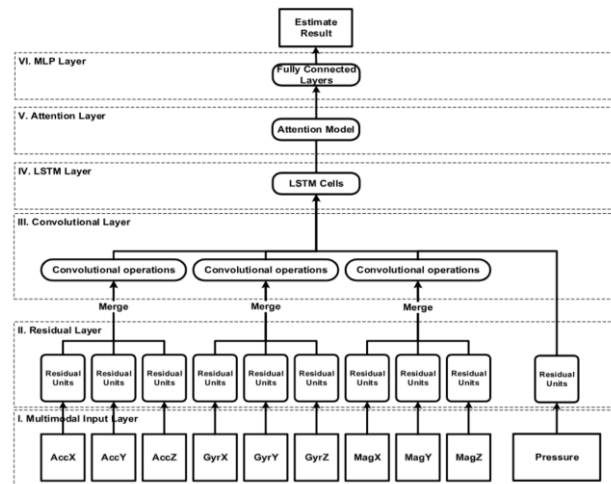 Estimate
Result
VI. MLP Layer
Fully Connected
Layers
V. Attention Layer
Attention Model
IV. LSTM Layer
LSTM Cells
III. Convolutional Layer
Convolutional operations
Convolutional operations
Convolutional operations
Merge
Merge
Merge
II. Residual Layer
Residual
Units
Residual
Units
Residual
Units
Residual
Units
Residual
Units
Residual
Units
Residual
Units
Residual
Units
Residual
Units
Residual
Units
I. Multimodal Input Layer
AccX
AccY
AccZ
GyrX
GyrY
GyrZ
MagX
MagY
MagZ
Pressure